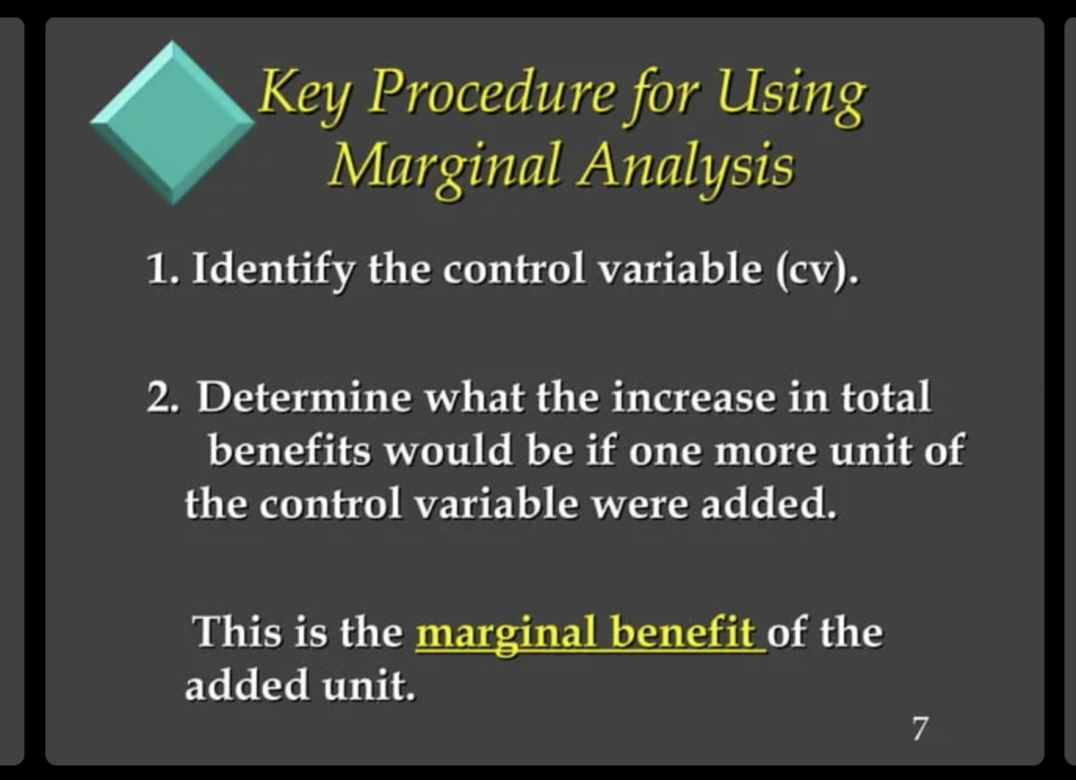 Key Procedure for Using
Marginal Analysis
1. Identify the control variable (cv).
2. Determine what the increase in total
benefits would be if one more unit of
the control variable were added.
This is the marginal benefit of the
added unit.
7